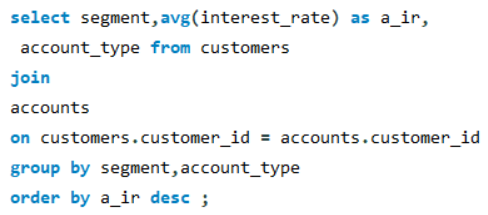 select segment,avg(interest_rate) as a_ir,
account_type from customers
join
accounts
on customers.customer_id = accounts.customer_id
group by segment,account_type
order by a_ir desc ;